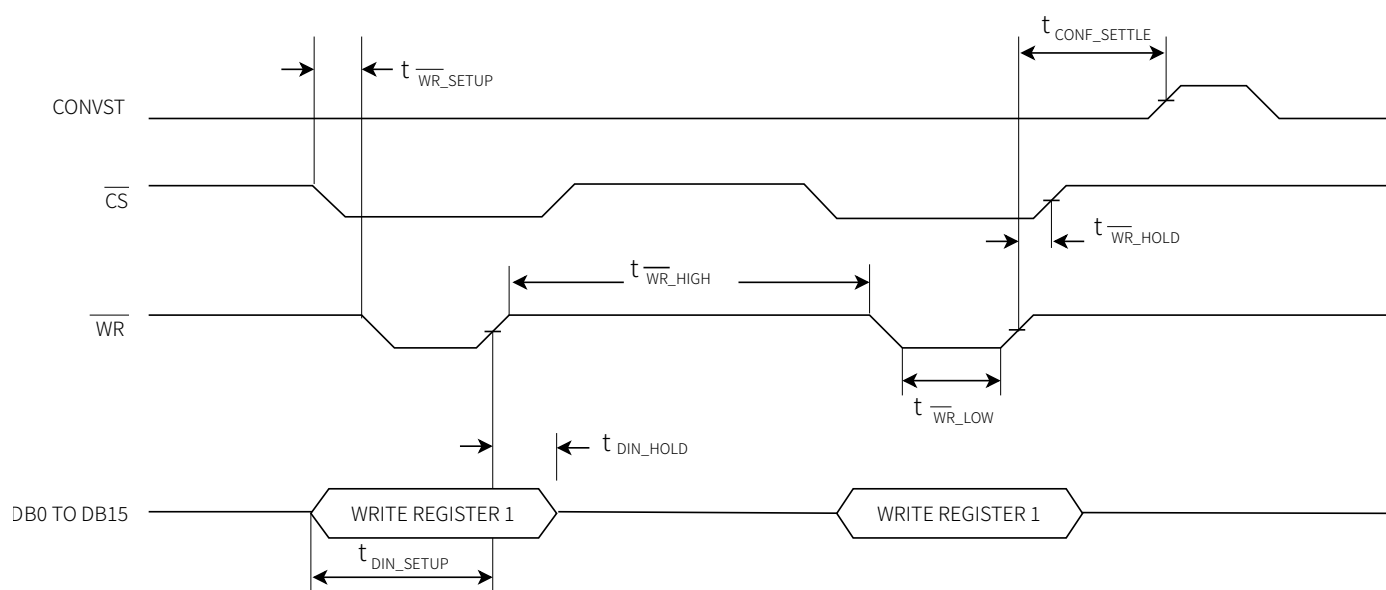 t CONF_SETTLE
t WR_SETUP
CONVST
CS
t WR_HOLD
t WR_HIGH
WR
t WR_LOW
t DIN_HOLD
DB0 TO DB15
WRITE REGISTER 1
WRITE REGISTER 1
t DIN_SETUP